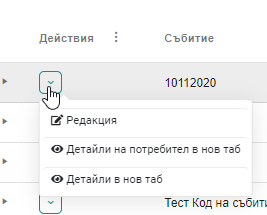 Действия Събитие
10112020
Редакция
Детайли на потребител в нов таб
Детайли в нов таб
Тест Код на събити